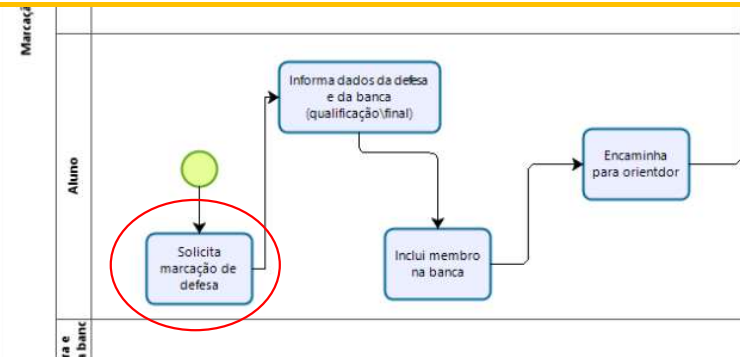 Marcaçã
Aluno
Informa dados da defesa
e da banca
(qualificação\final)
Encaminha
para orientdor
Solicita
marcação de
defesa
Inclui membro
na banca
ra e
banc